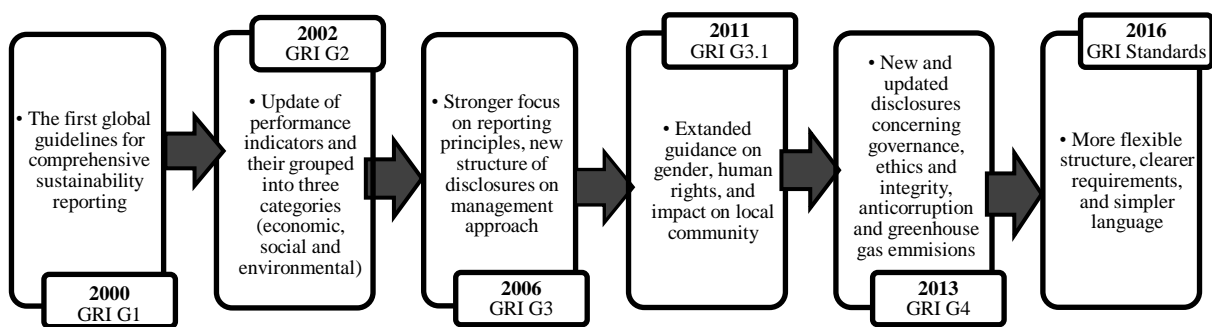 • The first global
guidelines for
comprehensive
sustainability
reporting
2000
GRI G1
2002
GRI G2
• Update of
performance
indicators and
their grouped
into three
categories
(economic,
social and
environmental)
• Stronger focus
on reporting
principles, new
structure of
disclosures on
management
approach
2006
GRI G3
2011
GRI G3.1
• Extanded
guidance on
gender, human
rights, and
impact on local
community
• New and
updated
disclosures
concerning
governance,
ethics and
integrity,
anticorruption
and greenhouse
gas emmisions
2013
GRI G4
2016
GRI Standards
• More flexible
structure, clearer
requirements,
and simpler
language